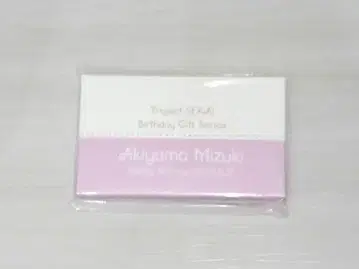 Project SEKAI
Birthday Gift Series
Akiyama Mizuki